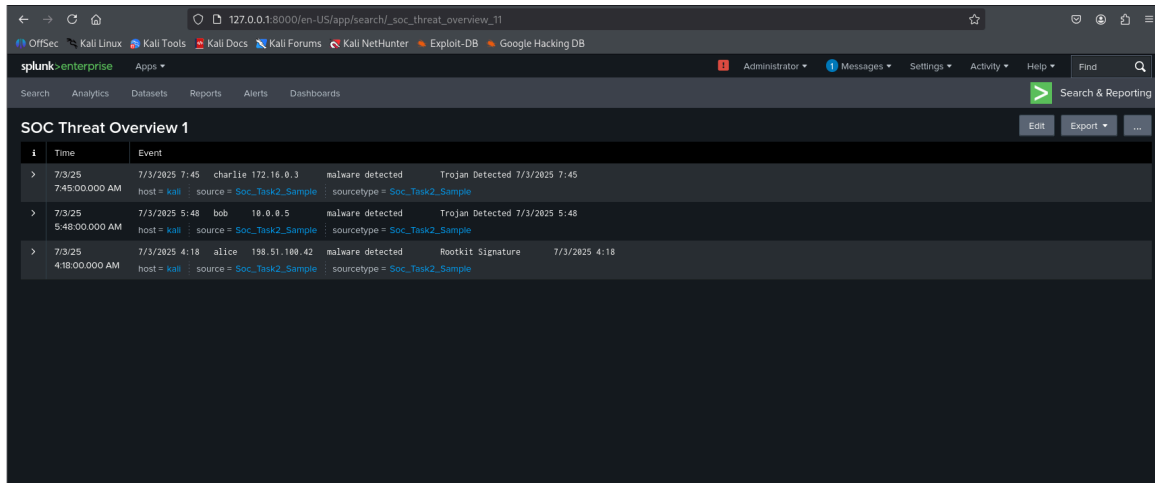 127.0.0.1:8000/en-US/app/search/_soc_threat_overview_11
OffSec Kali Linux Kali Tools Kali Docs Kali Forums Kali NetHunter Exploit-DB Google Hacking DB
splunk>enterprise Apps ▾ ! Administrator ▾ 1 Messages ▾ Settings ▾ Activity ▾ Help ▾ Find
Search Analytics Datasets Reports Alerts Dashboards > Search & Reporting
SOC Threat Overview 1 Edit Export ▾ ...
i Time Event
> 7/3/25 7/3/2025 7:45 charlie 172.16.0.3 malware detected Trojan Detected 7/3/2025 7:45
7:45:00.000 AM host = kali source = Soc_Task2_Sample sourcetype = Soc_Task2_Sample
> 7/3/25 7/3/2025 5:48 bob 10.0.0.5 malware detected Trojan Detected 7/3/2025 5:48
5:48:00.000 AM host = kali source = Soc_Task2_Sample sourcetype = Soc_Task2_Sample
> 7/3/25 7/3/2025 4:18 alice 198.51.100.42 malware detected Rootkit Signature 7/3/2025 4:18
4:18:00.000 AM host = kali source = Soc_Task2_Sample sourcetype = Soc_Task2_Sample